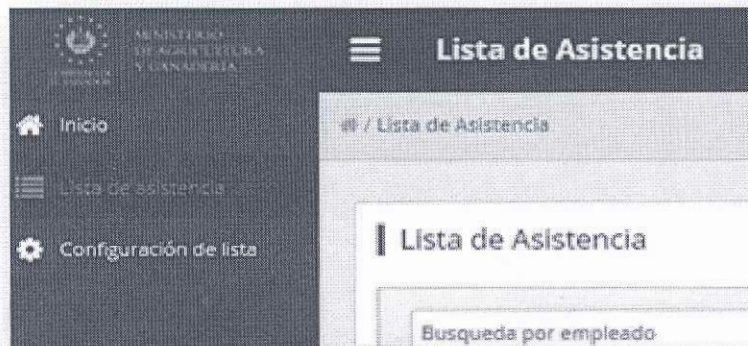 MINISTERIO
DE AGRICULTURA
Y GANADERÍA
Inicio
Lista de asistencia
Configuración de lista
Lista de Asistencia
/ Lista de Asistencia
Lista de Asistencia
Busqueda por empleado